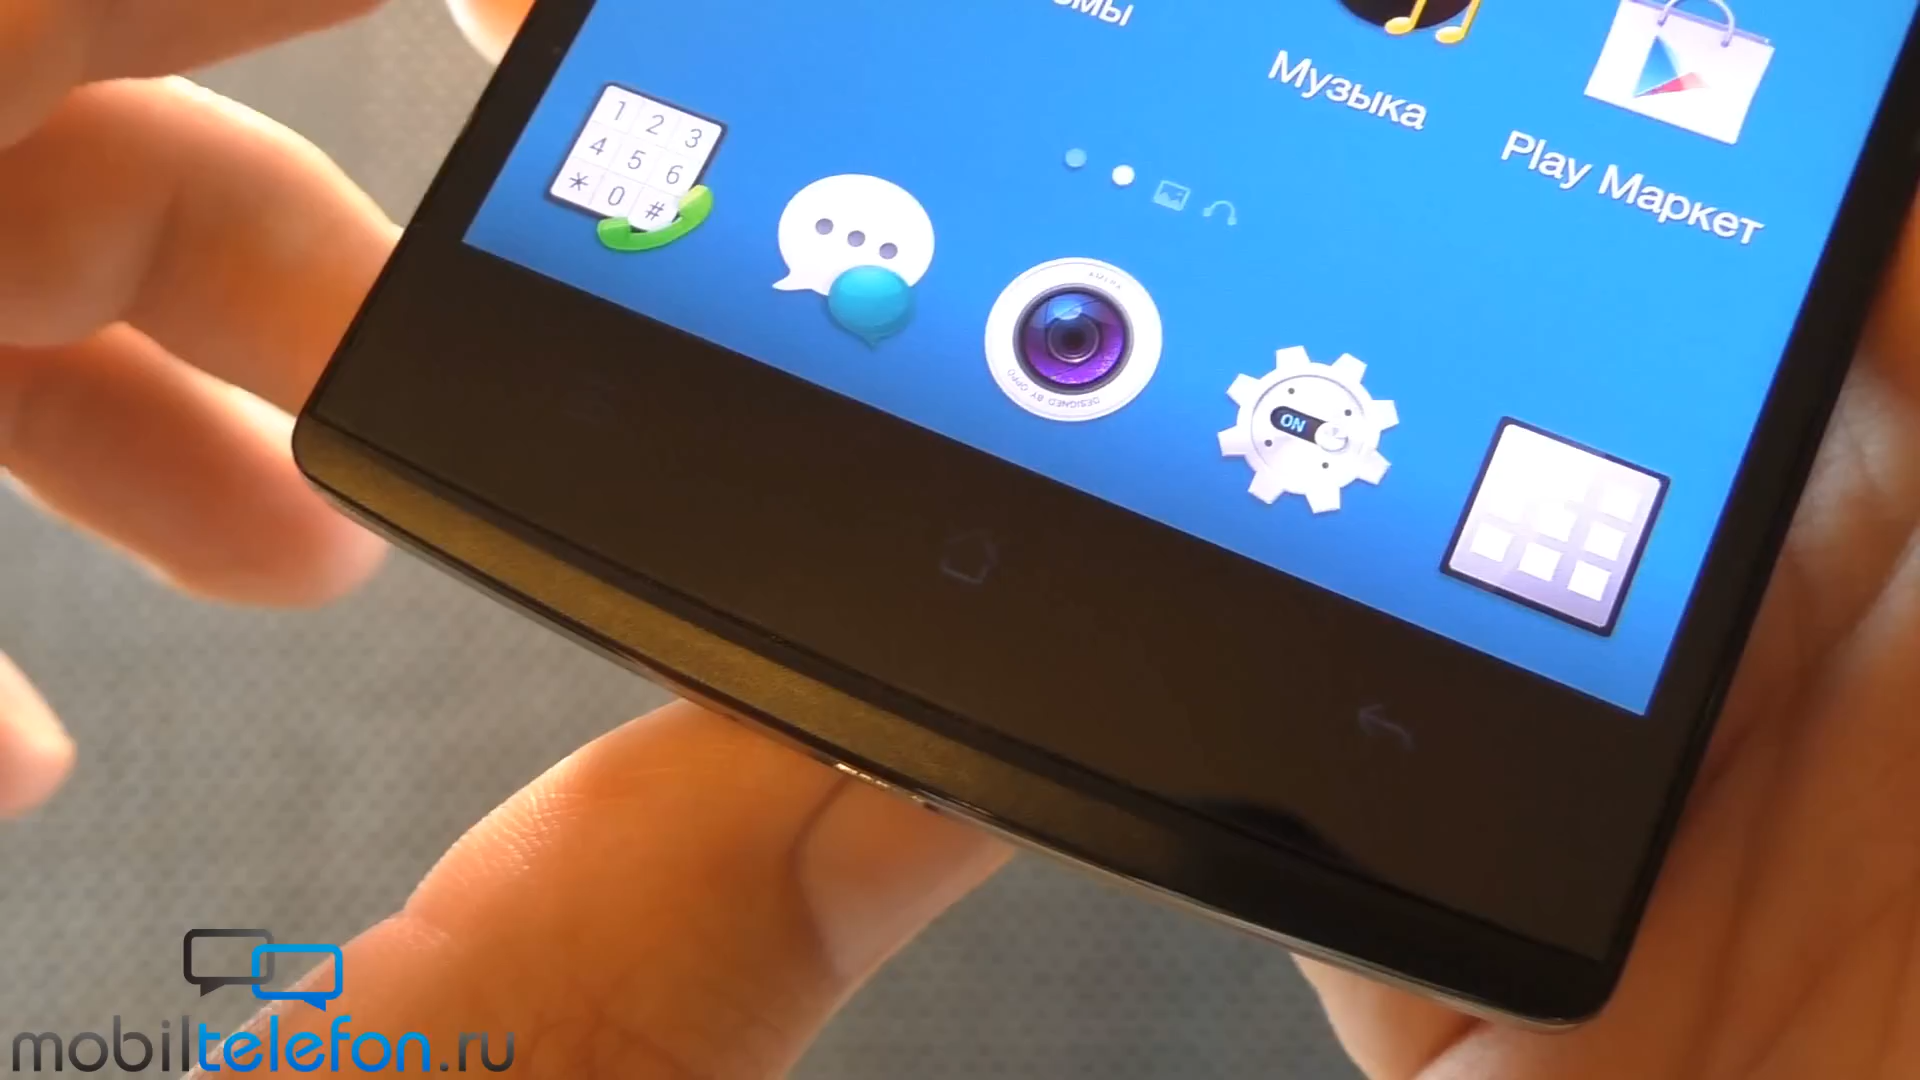 Музыка
Play Маркет
1 2 3
4 5 6
* 0 #
DESIGNED BY OPPO
ON
mobiltelefon.ru